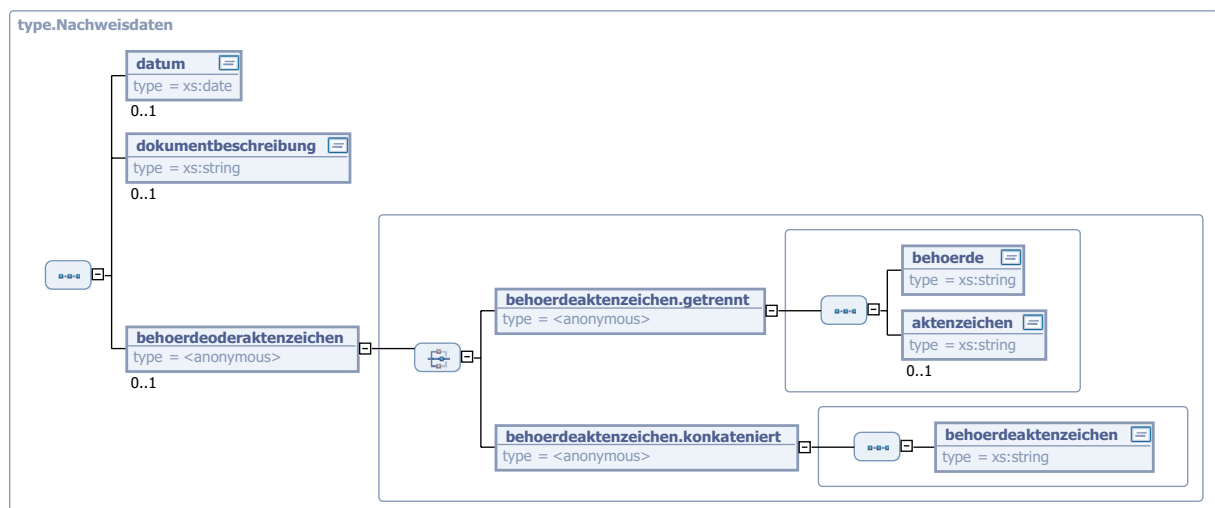 type.Nachweisdaten
datum
type = xs:date
0..1
dokumentbeschreibung
type = xs:string
0..1
behoerdeoderaktenzeichen
type = <anonymous>
0..1
behoerdeaktenzeichen.getrennt
type = <anonymous>
behoerde
type = xs:string
aktenzeichen
type = xs:string
0..1
behoerdeaktenzeichen.konkateniert
type = <anonymous>
behoerdeaktenzeichen
type = xs:string